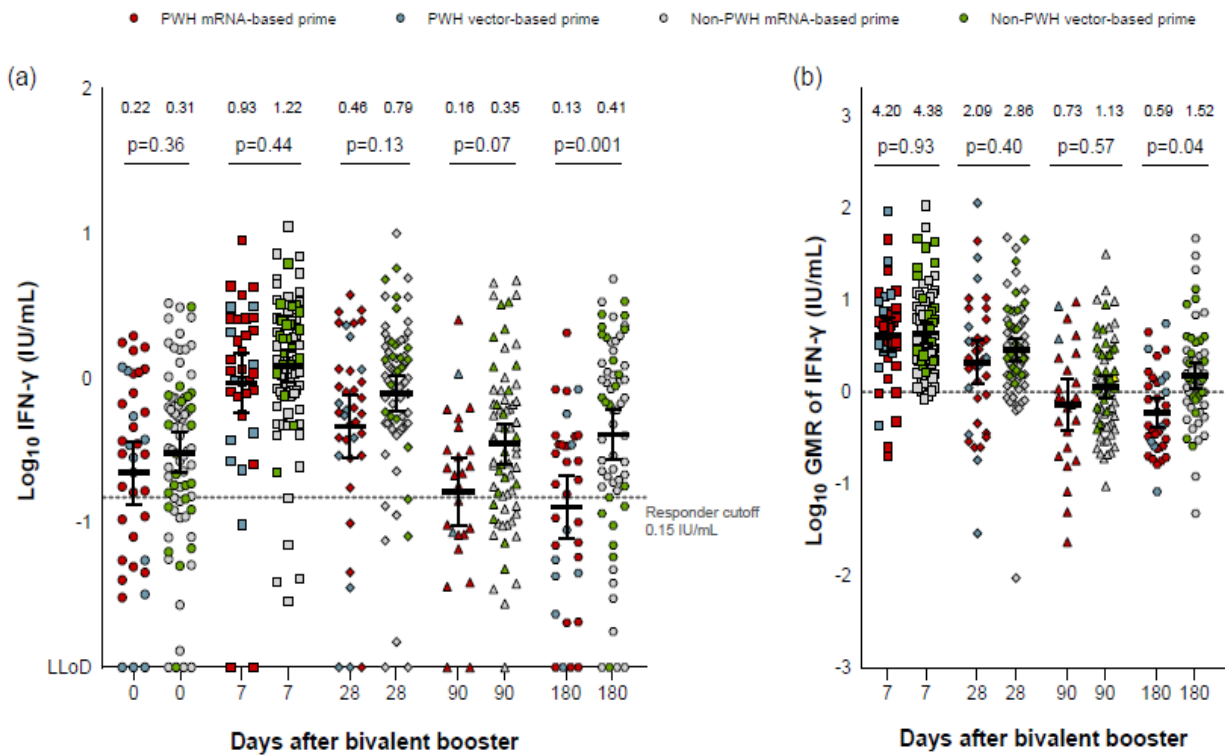 PWH mRNA-based prime PWH vector-based prime Non-PWH mRNA-based prime Non-PWH vector-based prime
(a)
2
1
0
-1
LLoD
Log10 IFN-γ (IU/mL)
0.22 0.31 0.93 1.22 0.46 0.79 0.16 0.35 0.13 0.41
p=0.36 p=0.44 p=0.13 p=0.07 p=0.001
Responder cutoff
0.15 IU/mL
0 0 7 7 28 28 90 90 180 180
Days after bivalent booster
(b)
3
2
1
0
-1
-2
-3
Log10 GMR of IFN-γ (IU/mL)
4.20 4.38 2.09 2.86 0.73 1.13 0.59 1.52
p=0.93 p=0.40 p=0.57 p=0.04
7 7 28 28 90 90 180 180
Days after bivalent booster